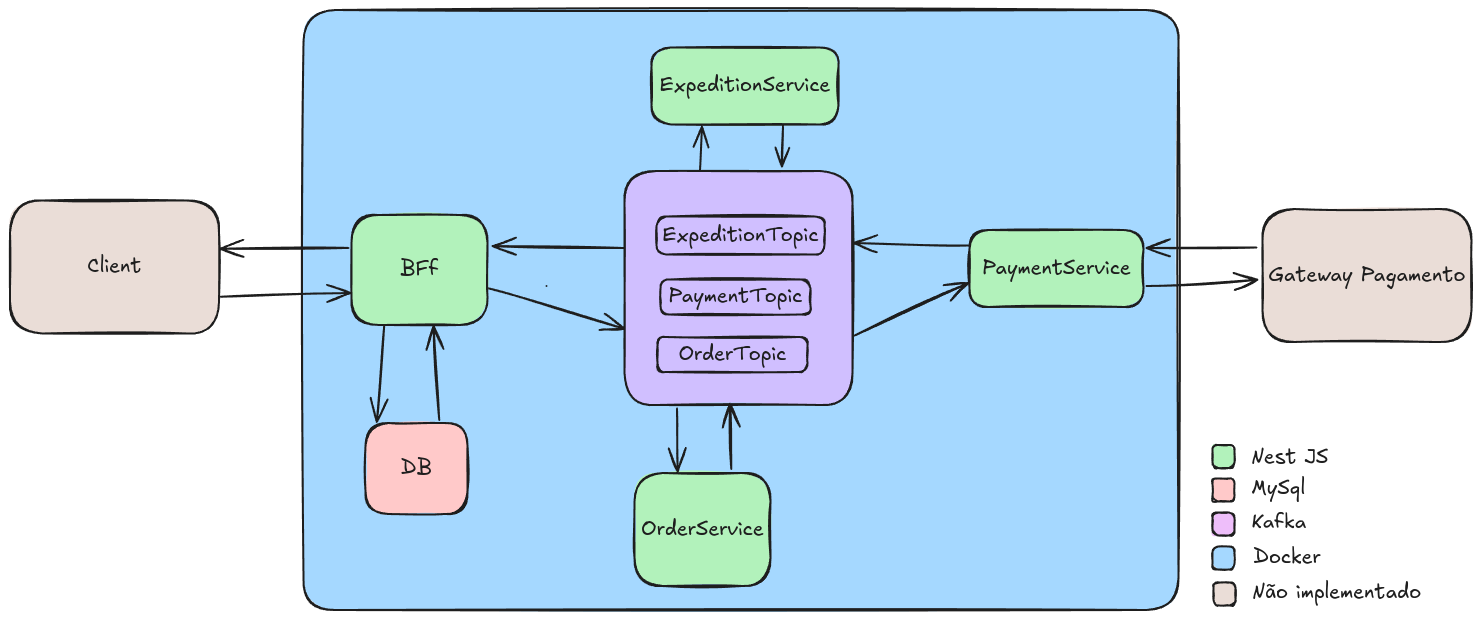 ExpeditionService
Client
BFf
ExpeditionTopic
PaymentTopic
OrderTopic
PaymentService
Gateway Pagamento
DB
OrderService
Nest JS
MySql
Kafka
Docker
Não implementado